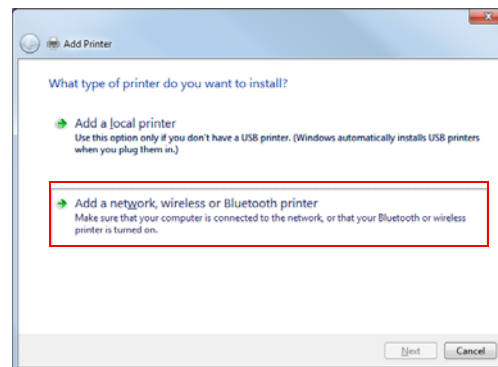 Add Printer
What type of printer do you want to install?
Add a local printer
Use this option only if you don't have a USB printer. (Windows automatically installs USB printers
when you plug them in.)
Add a network, wireless or Bluetooth printer
Make sure that your computer is connected to the network, or that your Bluetooth or wireless
printer is turned on.
Next Cancel